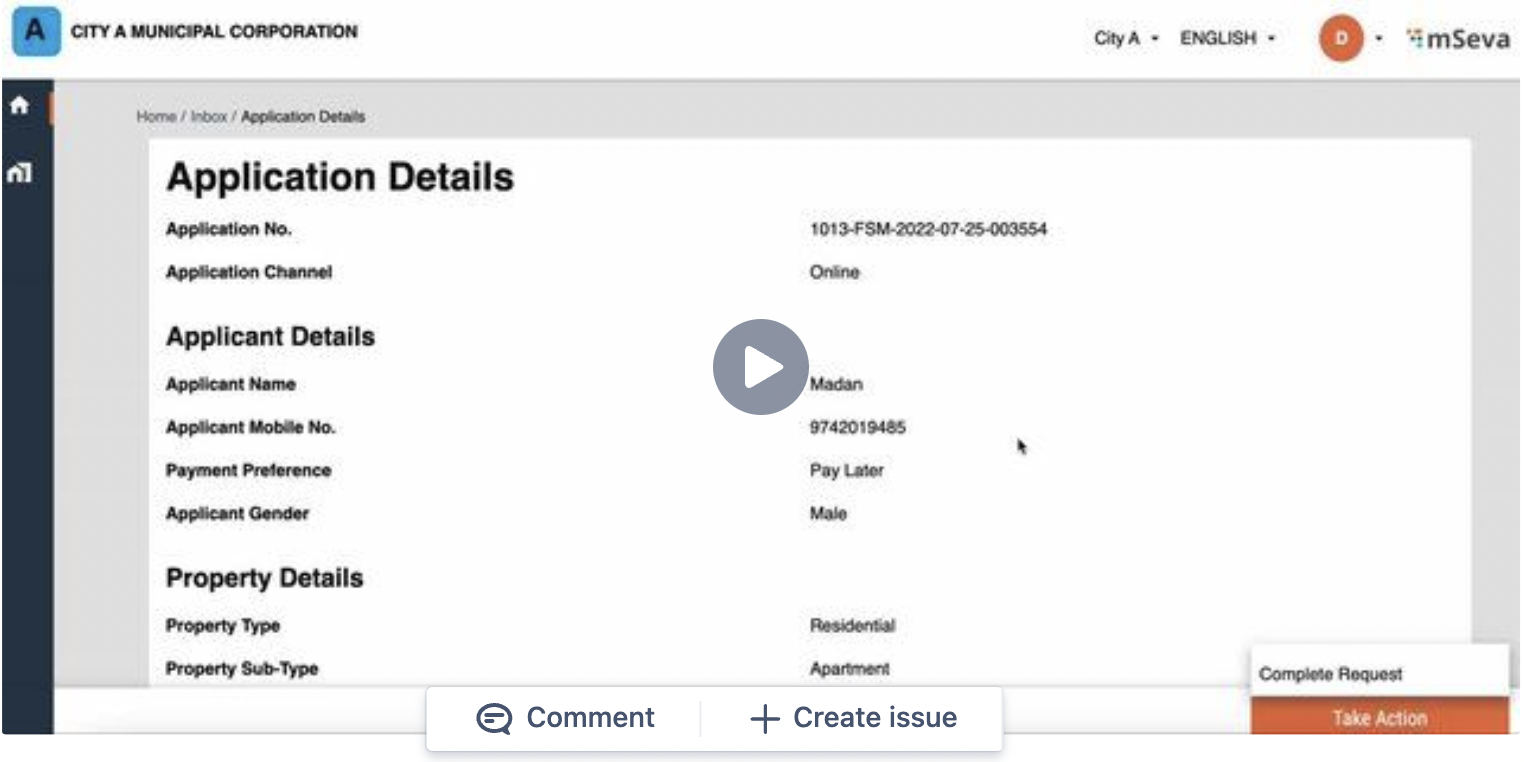 A CITY A MUNICIPAL CORPORATION City A ENGLISH D mSeva
Home / Inbox / Application Details
Application Details
Application No. 1013-FSM-2022-07-25-003554
Application Channel Online
Applicant Details
Applicant Name Madan
Applicant Mobile No. 9742019485
Payment Preference Pay Later
Applicant Gender Male
Property Details
Property Type Residential
Property Sub-Type Apartment
Complete Request
Comment + Create issue Take Action